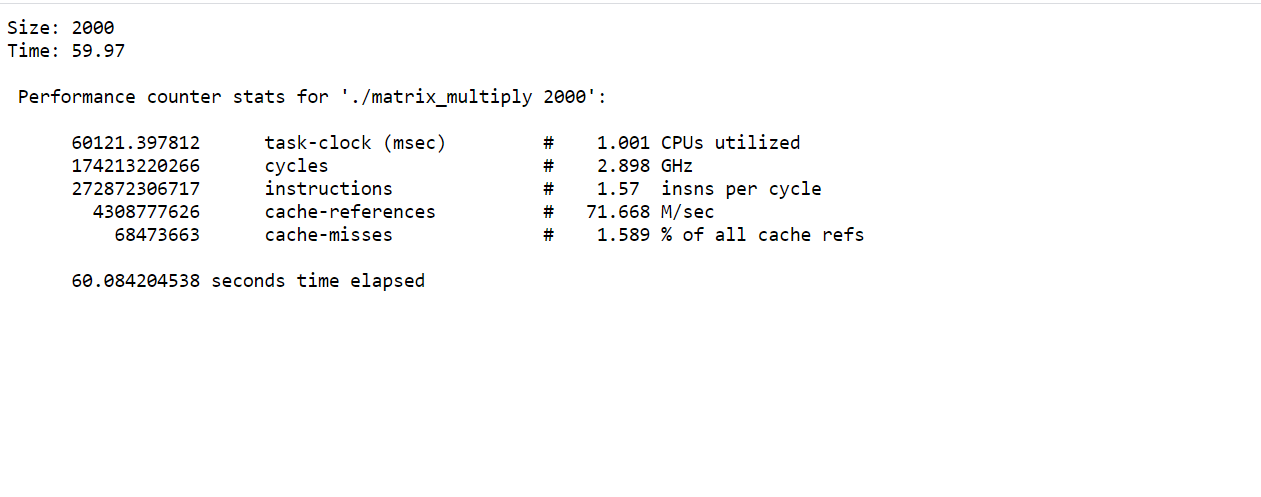 Size: 2000
Time: 59.97
Performance counter stats for './matrix_multiply 2000':
60121.397812 task-clock (msec) # 1.001 CPUs utilized
174213220266 cycles # 2.898 GHz
272872306717 instructions # 1.57 insns per cycle
4308777626 cache-references # 71.668 M/sec
68473663 cache-misses # 1.589 % of all cache refs
60.084204538 seconds time elapsed